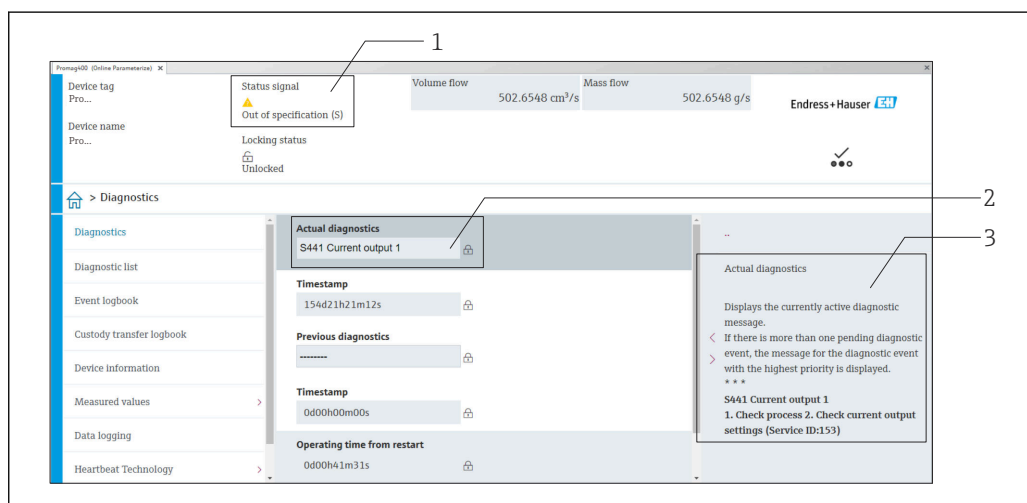 1
Promag400 (Online Parameterize) ×
×
Device tag
Pro...
Status signal
Out of specification (S)
Volume flow
502.6548 cm³/s
Mass flow
502.6548 g/s
Endress+Hauser EH
Device name
Pro...
Locking status
Unlocked
> Diagnostics
2
Diagnostics
Diagnostic list
Event logbook
Custody transfer logbook
Device information
Measured values >
Data logging
Heartbeat Technology >
Actual diagnostics
S441 Current output 1
Timestamp
154d21h21m12s
Previous diagnostics
--------
Timestamp
0d00h00m00s
Operating time from restart
0d00h41m31s
3
..
Actual diagnostics
Displays the currently active diagnostic
message.
If there is more than one pending diagnostic
event, the message for the diagnostic event
with the highest priority is displayed.
* * *
S441 Current output 1
1. Check process 2. Check current output
settings (Service ID:153)